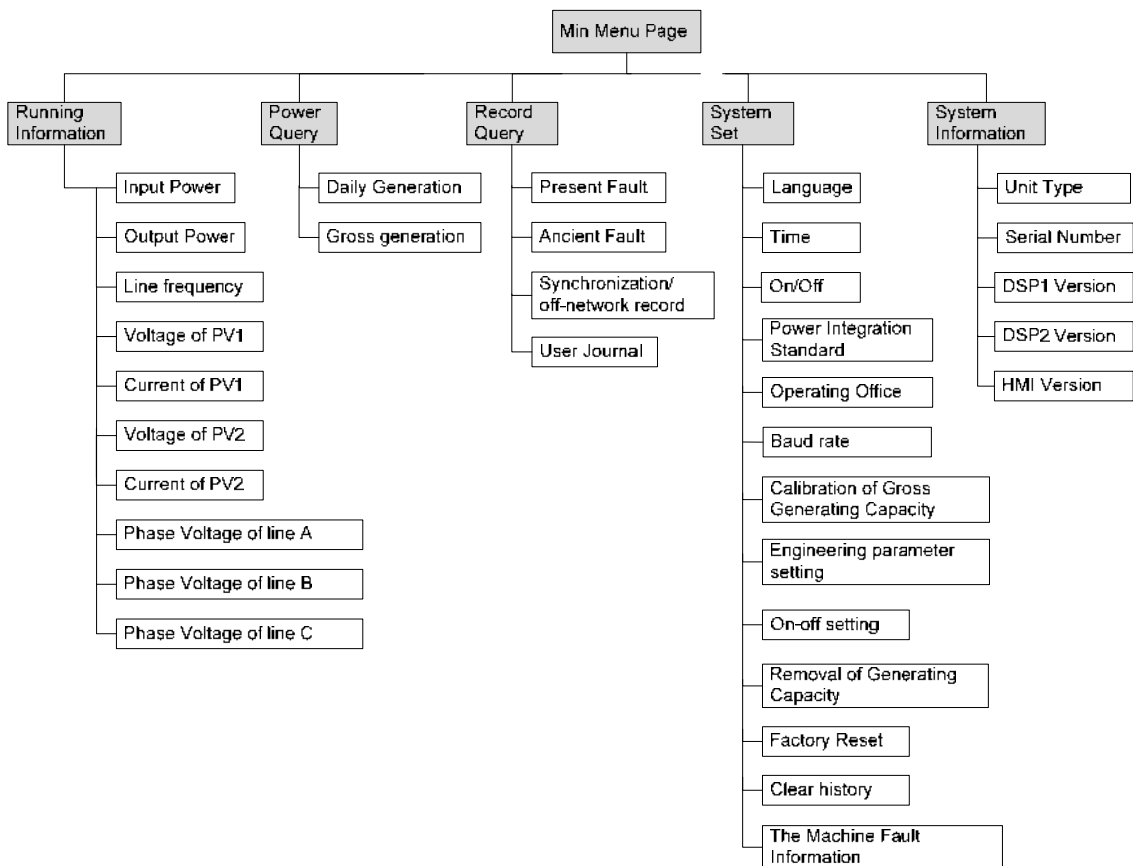 Min Menu Page
Running
Information
Power
Query
Record
Query
System
Set
System
Information
Input Power
Output Power
Line frequency
Voltage of PV1
Current of PV1
Voltage of PV2
Current of PV2
Phase Voltage of line A
Phase Voltage of line B
Phase Voltage of line C
Daily Generation
Gross generation
Present Fault
Ancient Fault
Synchronization/
off-network record
User Journal
Language
Time
On/Off
Power Integration
Standard
Operating Office
Baud rate
Calibration of Gross
Generating Capacity
Engineering parameter
setting
On-off setting
Removal of Generating
Capacity
Factory Reset
Clear history
The Machine Fault
Information
Unit Type
Serial Number
DSP1 Version
DSP2 Version
HMI Version